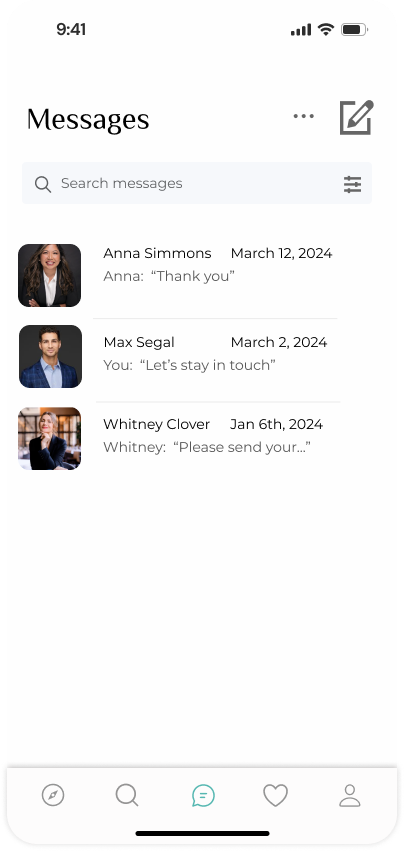 9:41
Messages
Search messages
Anna Simmons March 12, 2024
Anna: “Thank you”
Max Segal March 2, 2024
You: “Let’s stay in touch”
Whitney Clover Jan 6th, 2024
Whitney: “Please send your...”